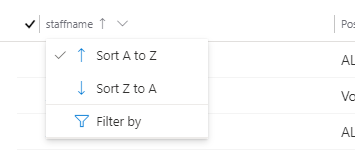 staffname Pos
Sort A to Z
AL
Sort Z to A
Vo
Filter by
AL